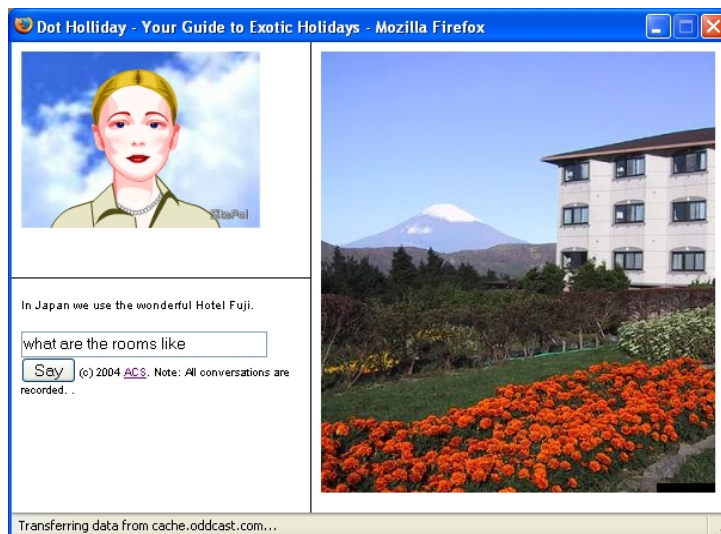 Dot Holliday - Your Guide to Exotic Holidays - Mozilla Firefox
SitePal
In Japan we use the wonderful Hotel Fuji.
what are the rooms like
Say (c) 2004 ACS. Note: All conversations are
recorded. .
Transferring data from cache.oddcast.com...